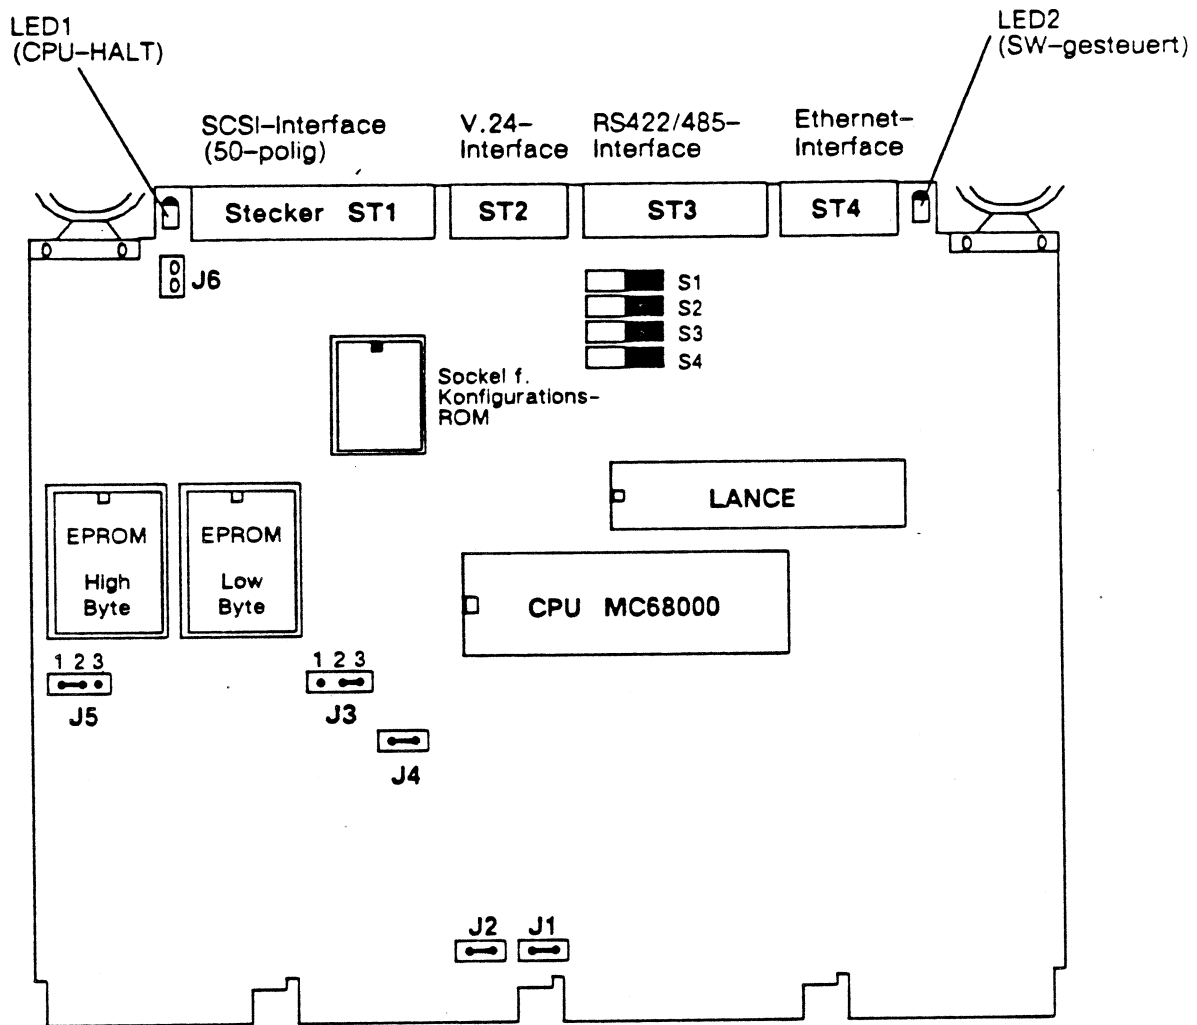 LED1
(CPU-HALT)
LED2
(SW-gesteuert)
SCSI-Interface
(50-polig)
V.24-
Interface
RS422/485-
Interface
Ethernet-
Interface
Stecker ST1
ST2
ST3
ST4
J6
S1
S2
S3
S4
Sockel f.
Konfigurations-
ROM
LANCE
EPROM
High
Byte
EPROM
Low
Byte
CPU MC68000
1 2 3
J5
1 2 3
J3
J4
J2
J1